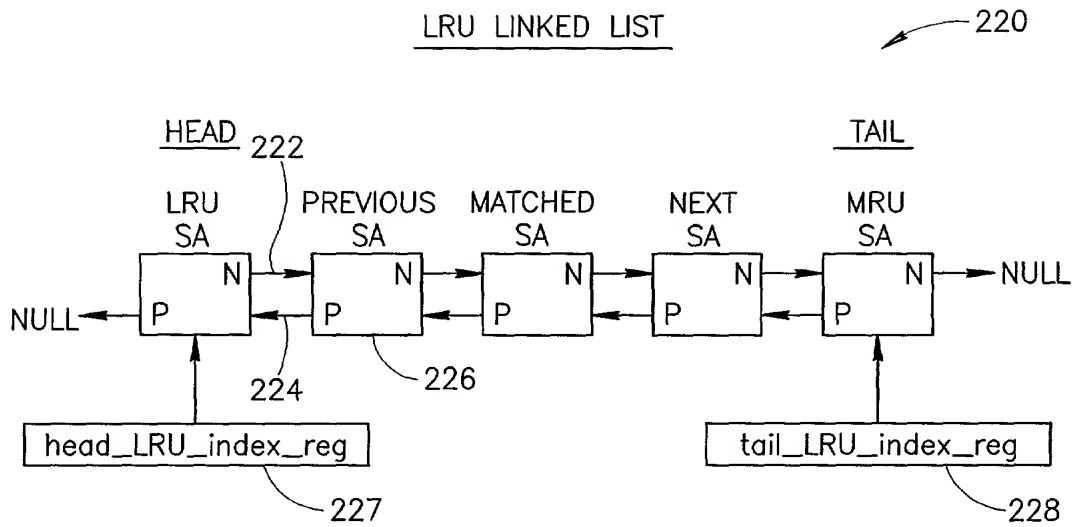 LRU LINKED LIST
220
HEAD
TAIL
222
LRU SA
PREVIOUS SA
MATCHED SA
NEXT SA
MRU SA
N
N
N
N
N
NULL
NULL
P
P
P
P
P
224
226
head_LRU_index_reg
tail_LRU_index_reg
227
228